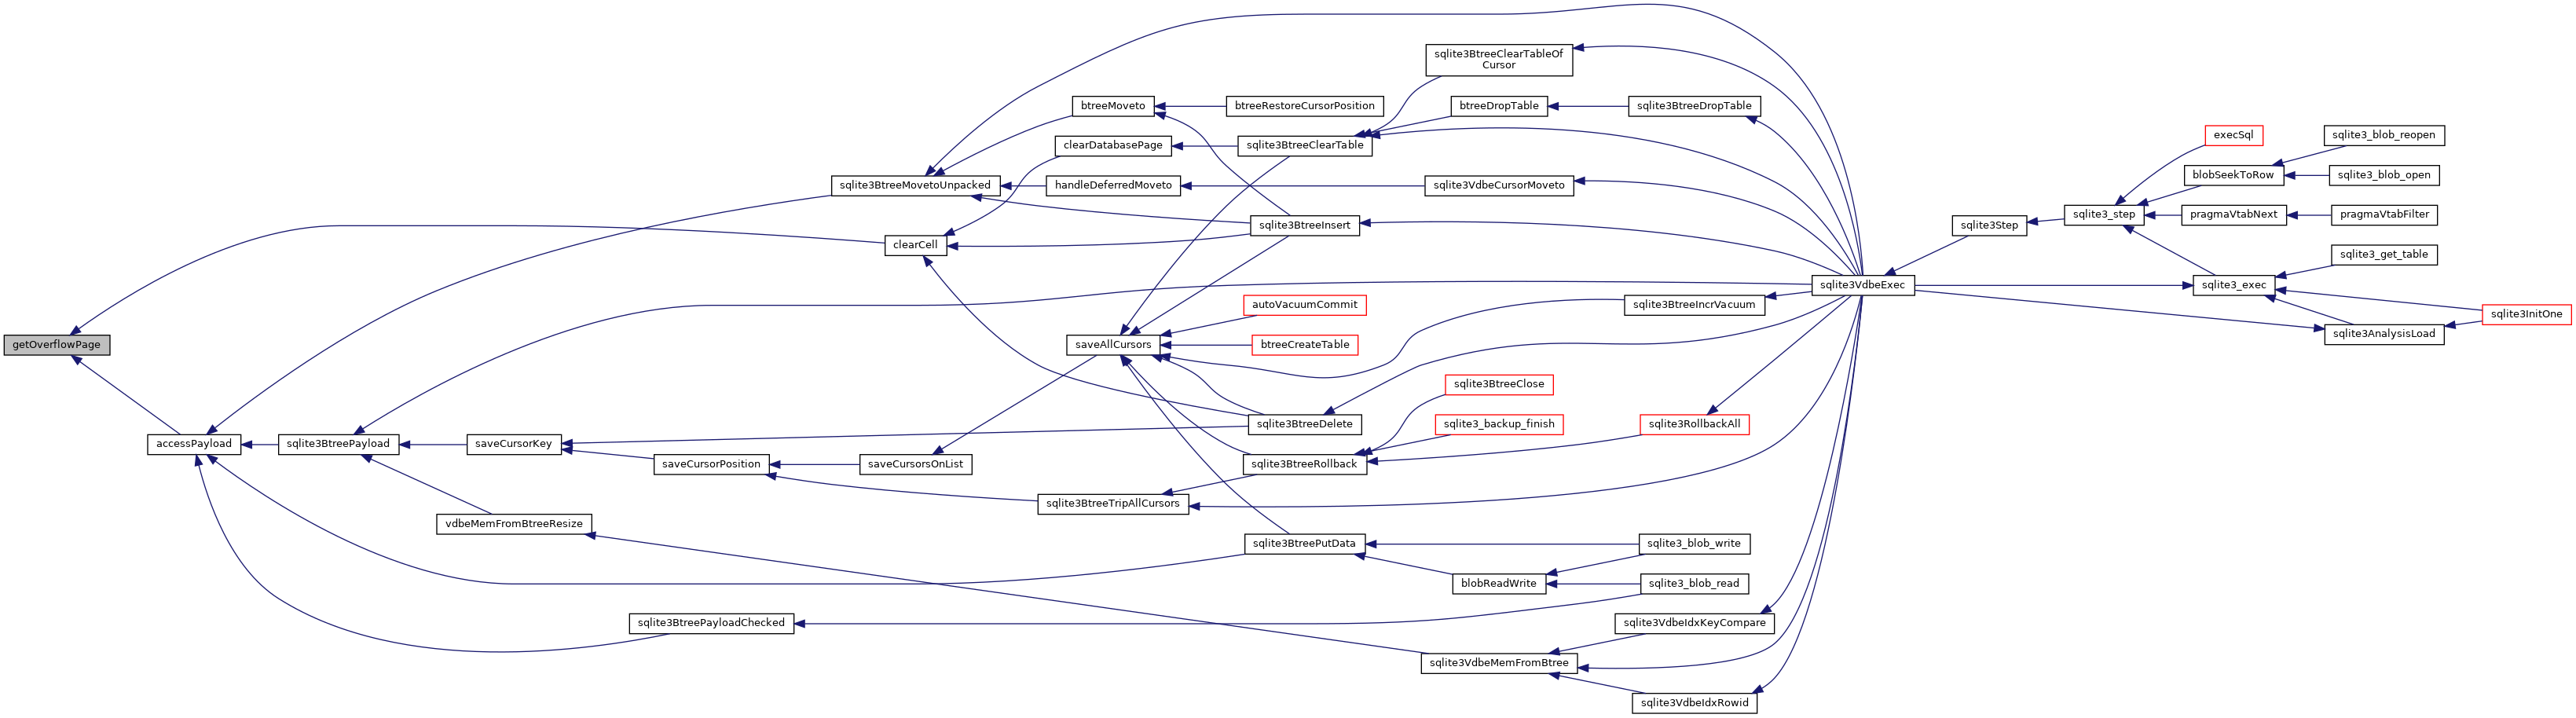 sqlite3BtreeClearTableOf
Cursor
btreeMoveto
btreeRestoreCursorPosition
btreeDropTable
sqlite3BtreeDropTable
execSql
sqlite3_blob_reopen
clearDatabasePage
sqlite3BtreeClearTable
blobSeekToRow
sqlite3_blob_open
sqlite3BtreeMovetoUnpacked
handleDeferredMoveto
sqlite3VdbeCursorMoveto
sqlite3_step
pragmaVtabNext
pragmaVtabFilter
sqlite3BtreeInsert
sqlite3Step
clearCell
sqlite3_get_table
sqlite3VdbeExec
sqlite3_exec
autoVacuumCommit
sqlite3BtreeIncrVacuum
sqlite3InitOne
sqlite3AnalysisLoad
getOverflowPage
saveAllCursors
btreeCreateTable
sqlite3BtreeClose
sqlite3BtreeDelete
sqlite3_backup_finish
sqlite3RollbackAll
accessPayload
sqlite3BtreePayload
saveCursorKey
saveCursorPosition
saveCursorsOnList
sqlite3BtreeRollback
sqlite3BtreeTripAllCursors
vdbeMemFromBtreeResize
sqlite3BtreePutData
sqlite3_blob_write
blobReadWrite
sqlite3_blob_read
sqlite3BtreePayloadChecked
sqlite3VdbeIdxKeyCompare
sqlite3VdbeMemFromBtree
sqlite3VdbeIdxRowid